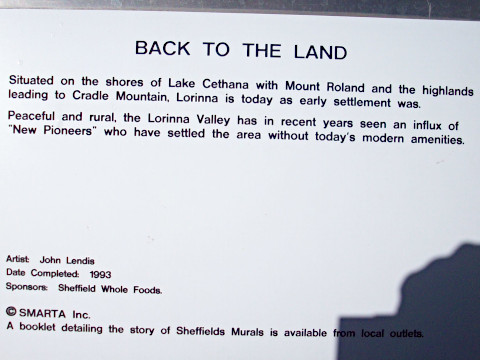 BACK TO THE LAND
Situated on the shores of Lake Cethana with Mount Roland and the highlands
leading to Cradle Mountain, Lorinna is today as early settlement was.
Peaceful and rural, the Lorinna Valley has in recent years seen an influx of
"New Pioneers" who have settled the area without today's modern amenities.
Artist: John Lendis
Date Completed: 1993
Sponsors: Sheffield Whole Foods.
© SMARTA Inc.
A booklet detailing the story of Sheffields Murals is available from local outlets.